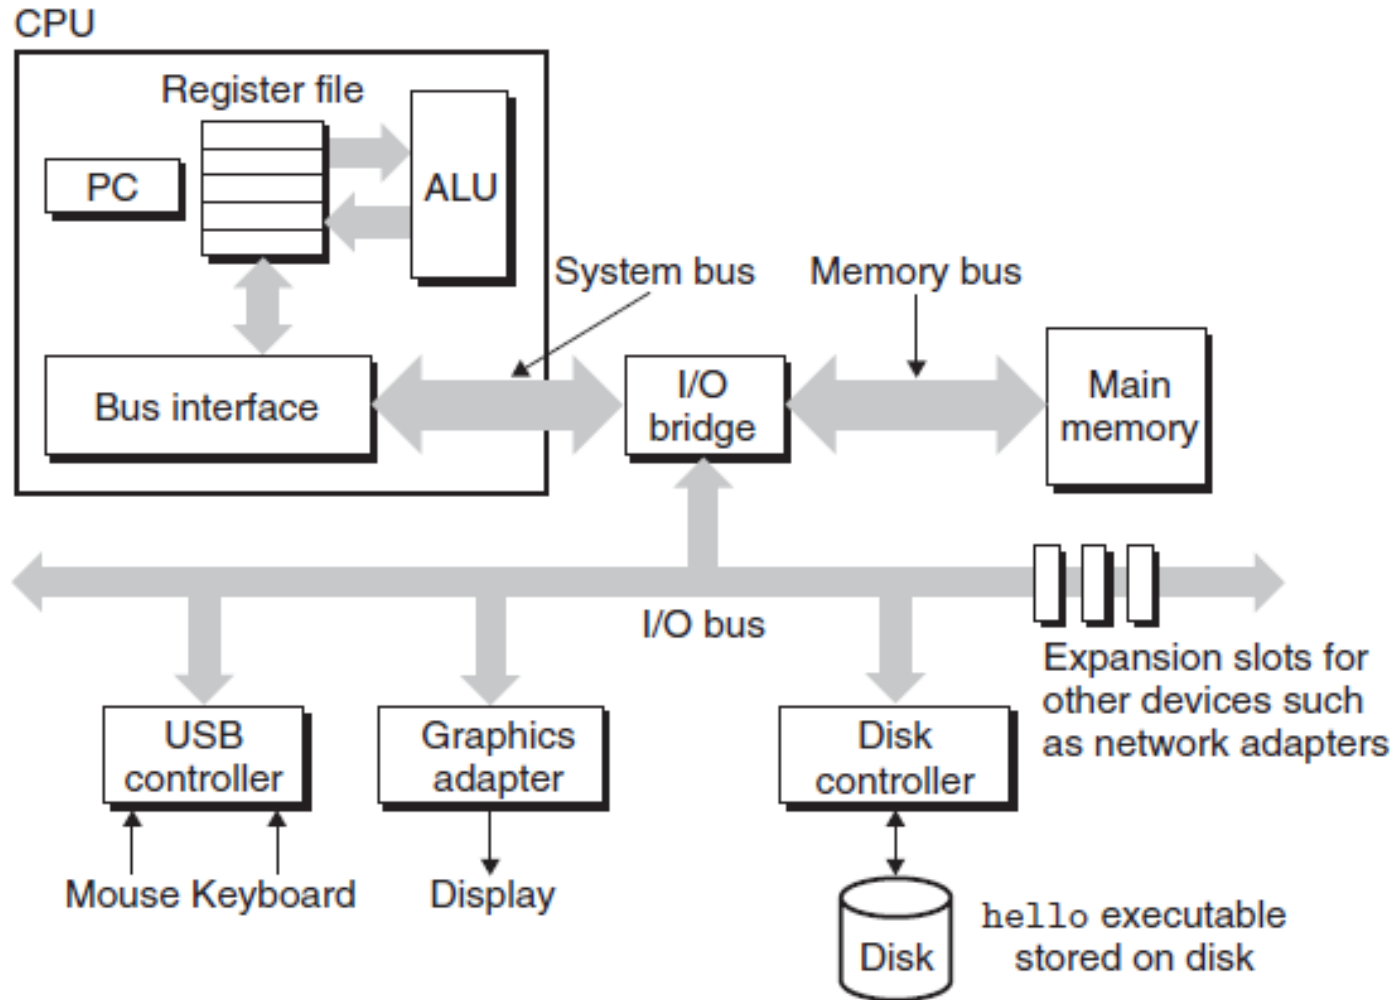 CPU
Register file
PC
ALU
System bus
Memory bus
Bus interface
I/O
bridge
Main
memory
I/O bus
Expansion slots for
other devices such
as network adapters
USB
controller
Graphics
adapter
Disk
controller
Mouse Keyboard
Display
Disk
hello executable
stored on disk